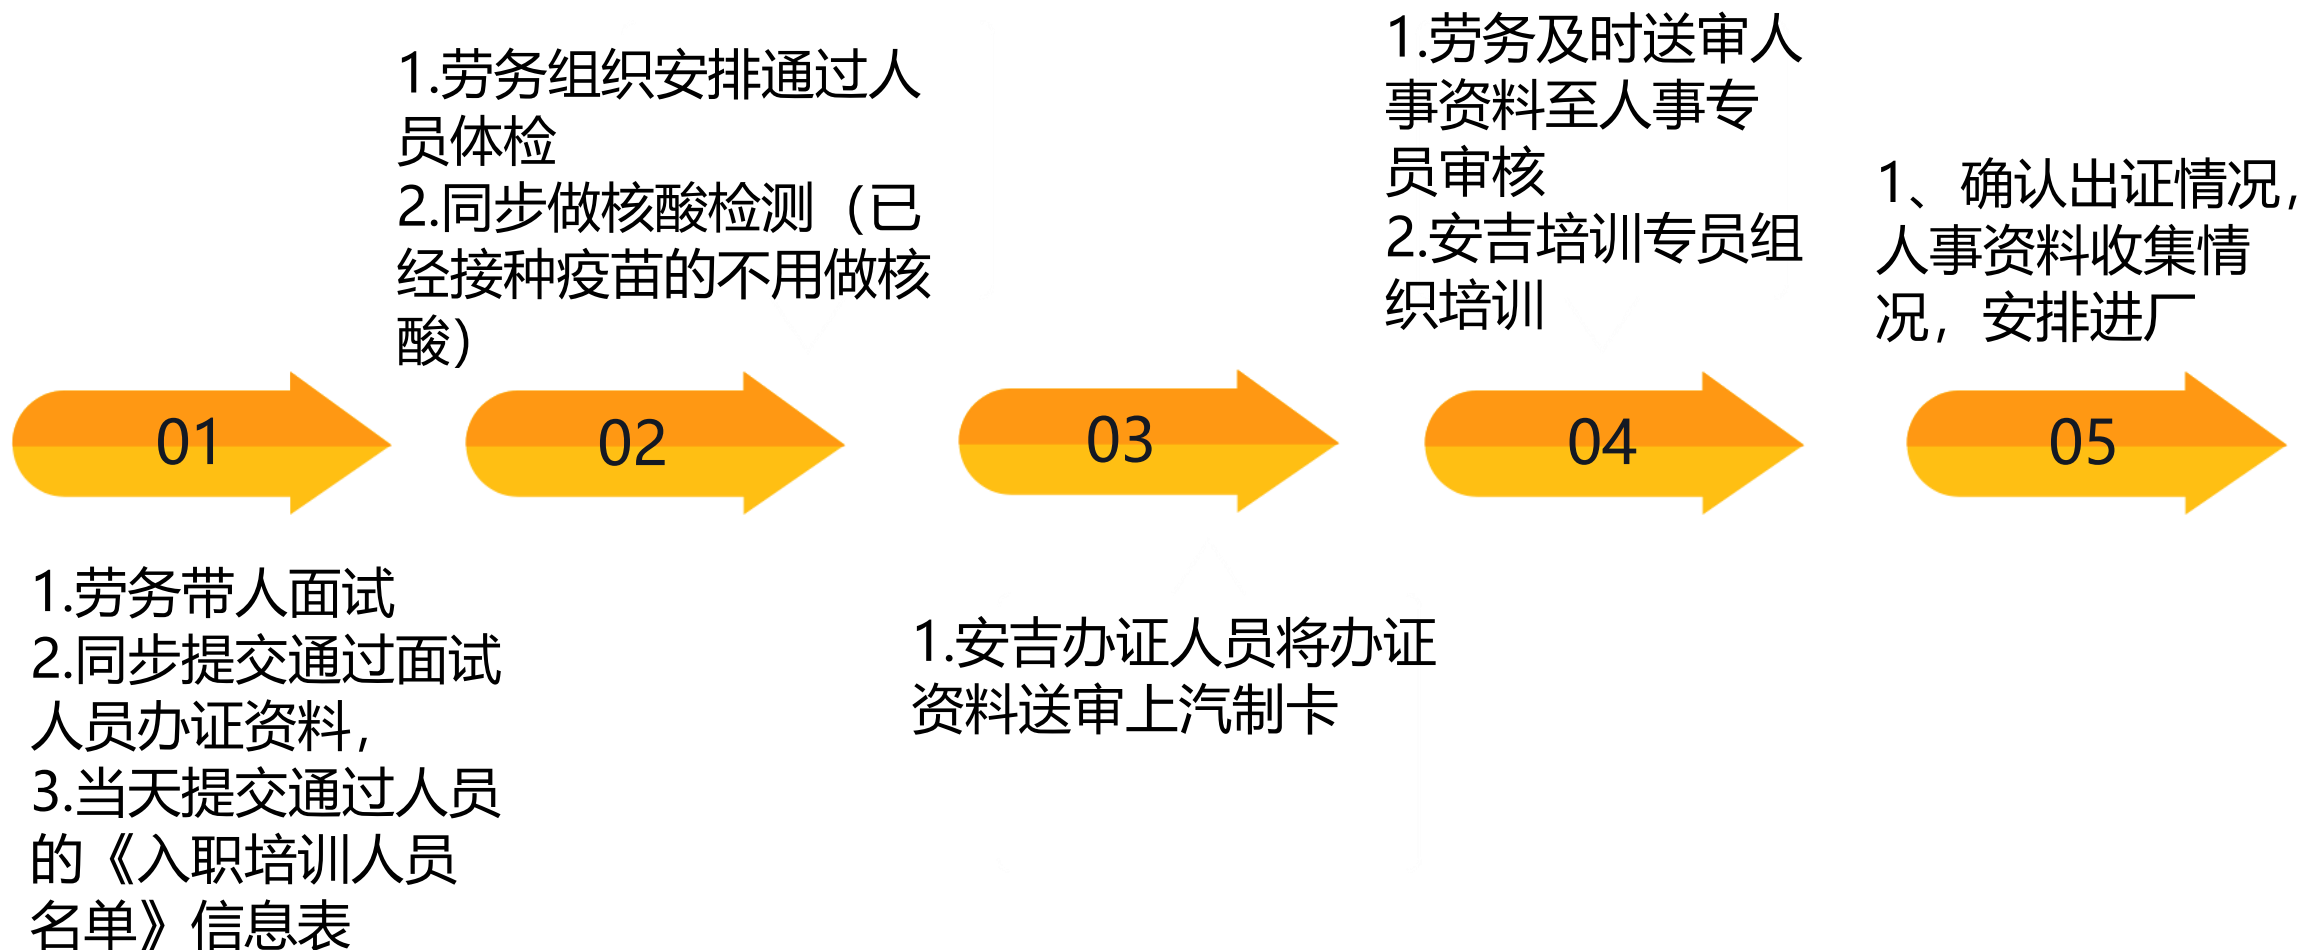 01
1.劳务带人面试
2.同步提交通过面试
人员办证资料，
3.当天提交通过人员
的《入职培训人员
名单》信息表
1.劳务组织安排通过人
员体检
2.同步做核酸检测（已
经接种疫苗的不用做核
酸）
02
03
1.安吉办证人员将办证
资料送审上汽制卡
1.劳务及时送审人
事资料至人事专
员审核
2.安吉培训专员组
织培训
04
1、确认出证情况，
人事资料收集情
况，安排进厂
05